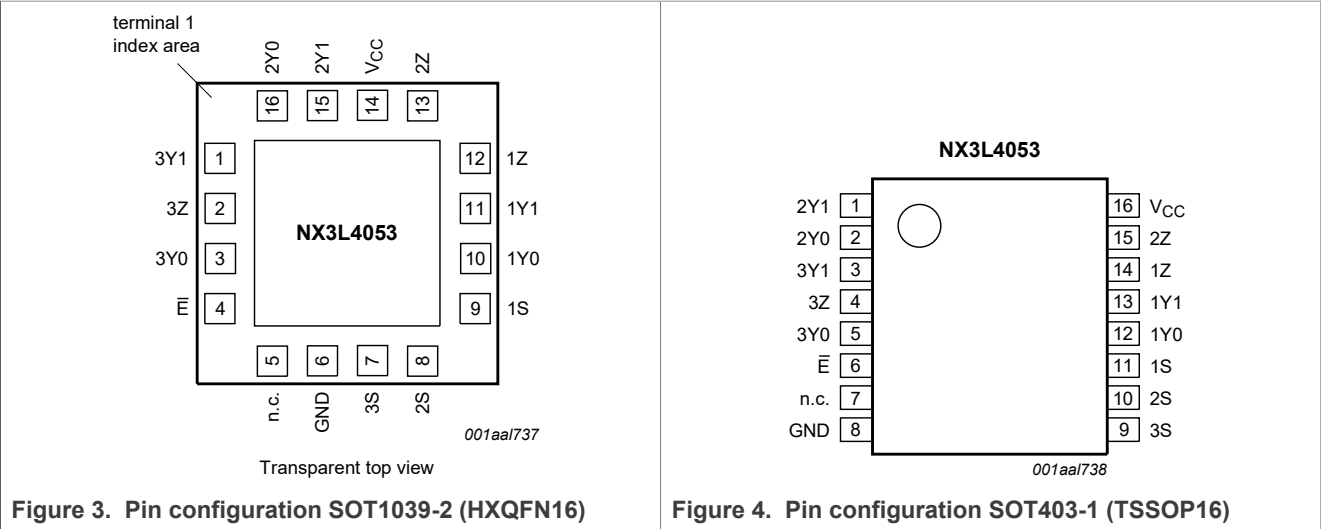 terminal 1
index area
2Y0
2Y1
VCC
2Z
16
15
14
13
3Y1 1
12 1Z
3Z 2
11 1Y1
NX3L4053
3Y0 3
10 1Y0
E̅ 4
9 1S
5
6
7
8
n.c.
GND
3S
2S
001aal737
Transparent top view
Figure 3. Pin configuration SOT1039-2 (HXQFN16)
NX3L4053
2Y1 1
16 VCC
2Y0 2
15 2Z
3Y1 3
14 1Z
3Z 4
13 1Y1
3Y0 5
12 1Y0
E̅ 6
11 1S
n.c. 7
10 2S
GND 8
9 3S
001aal738
Figure 4. Pin configuration SOT403-1 (TSSOP16)